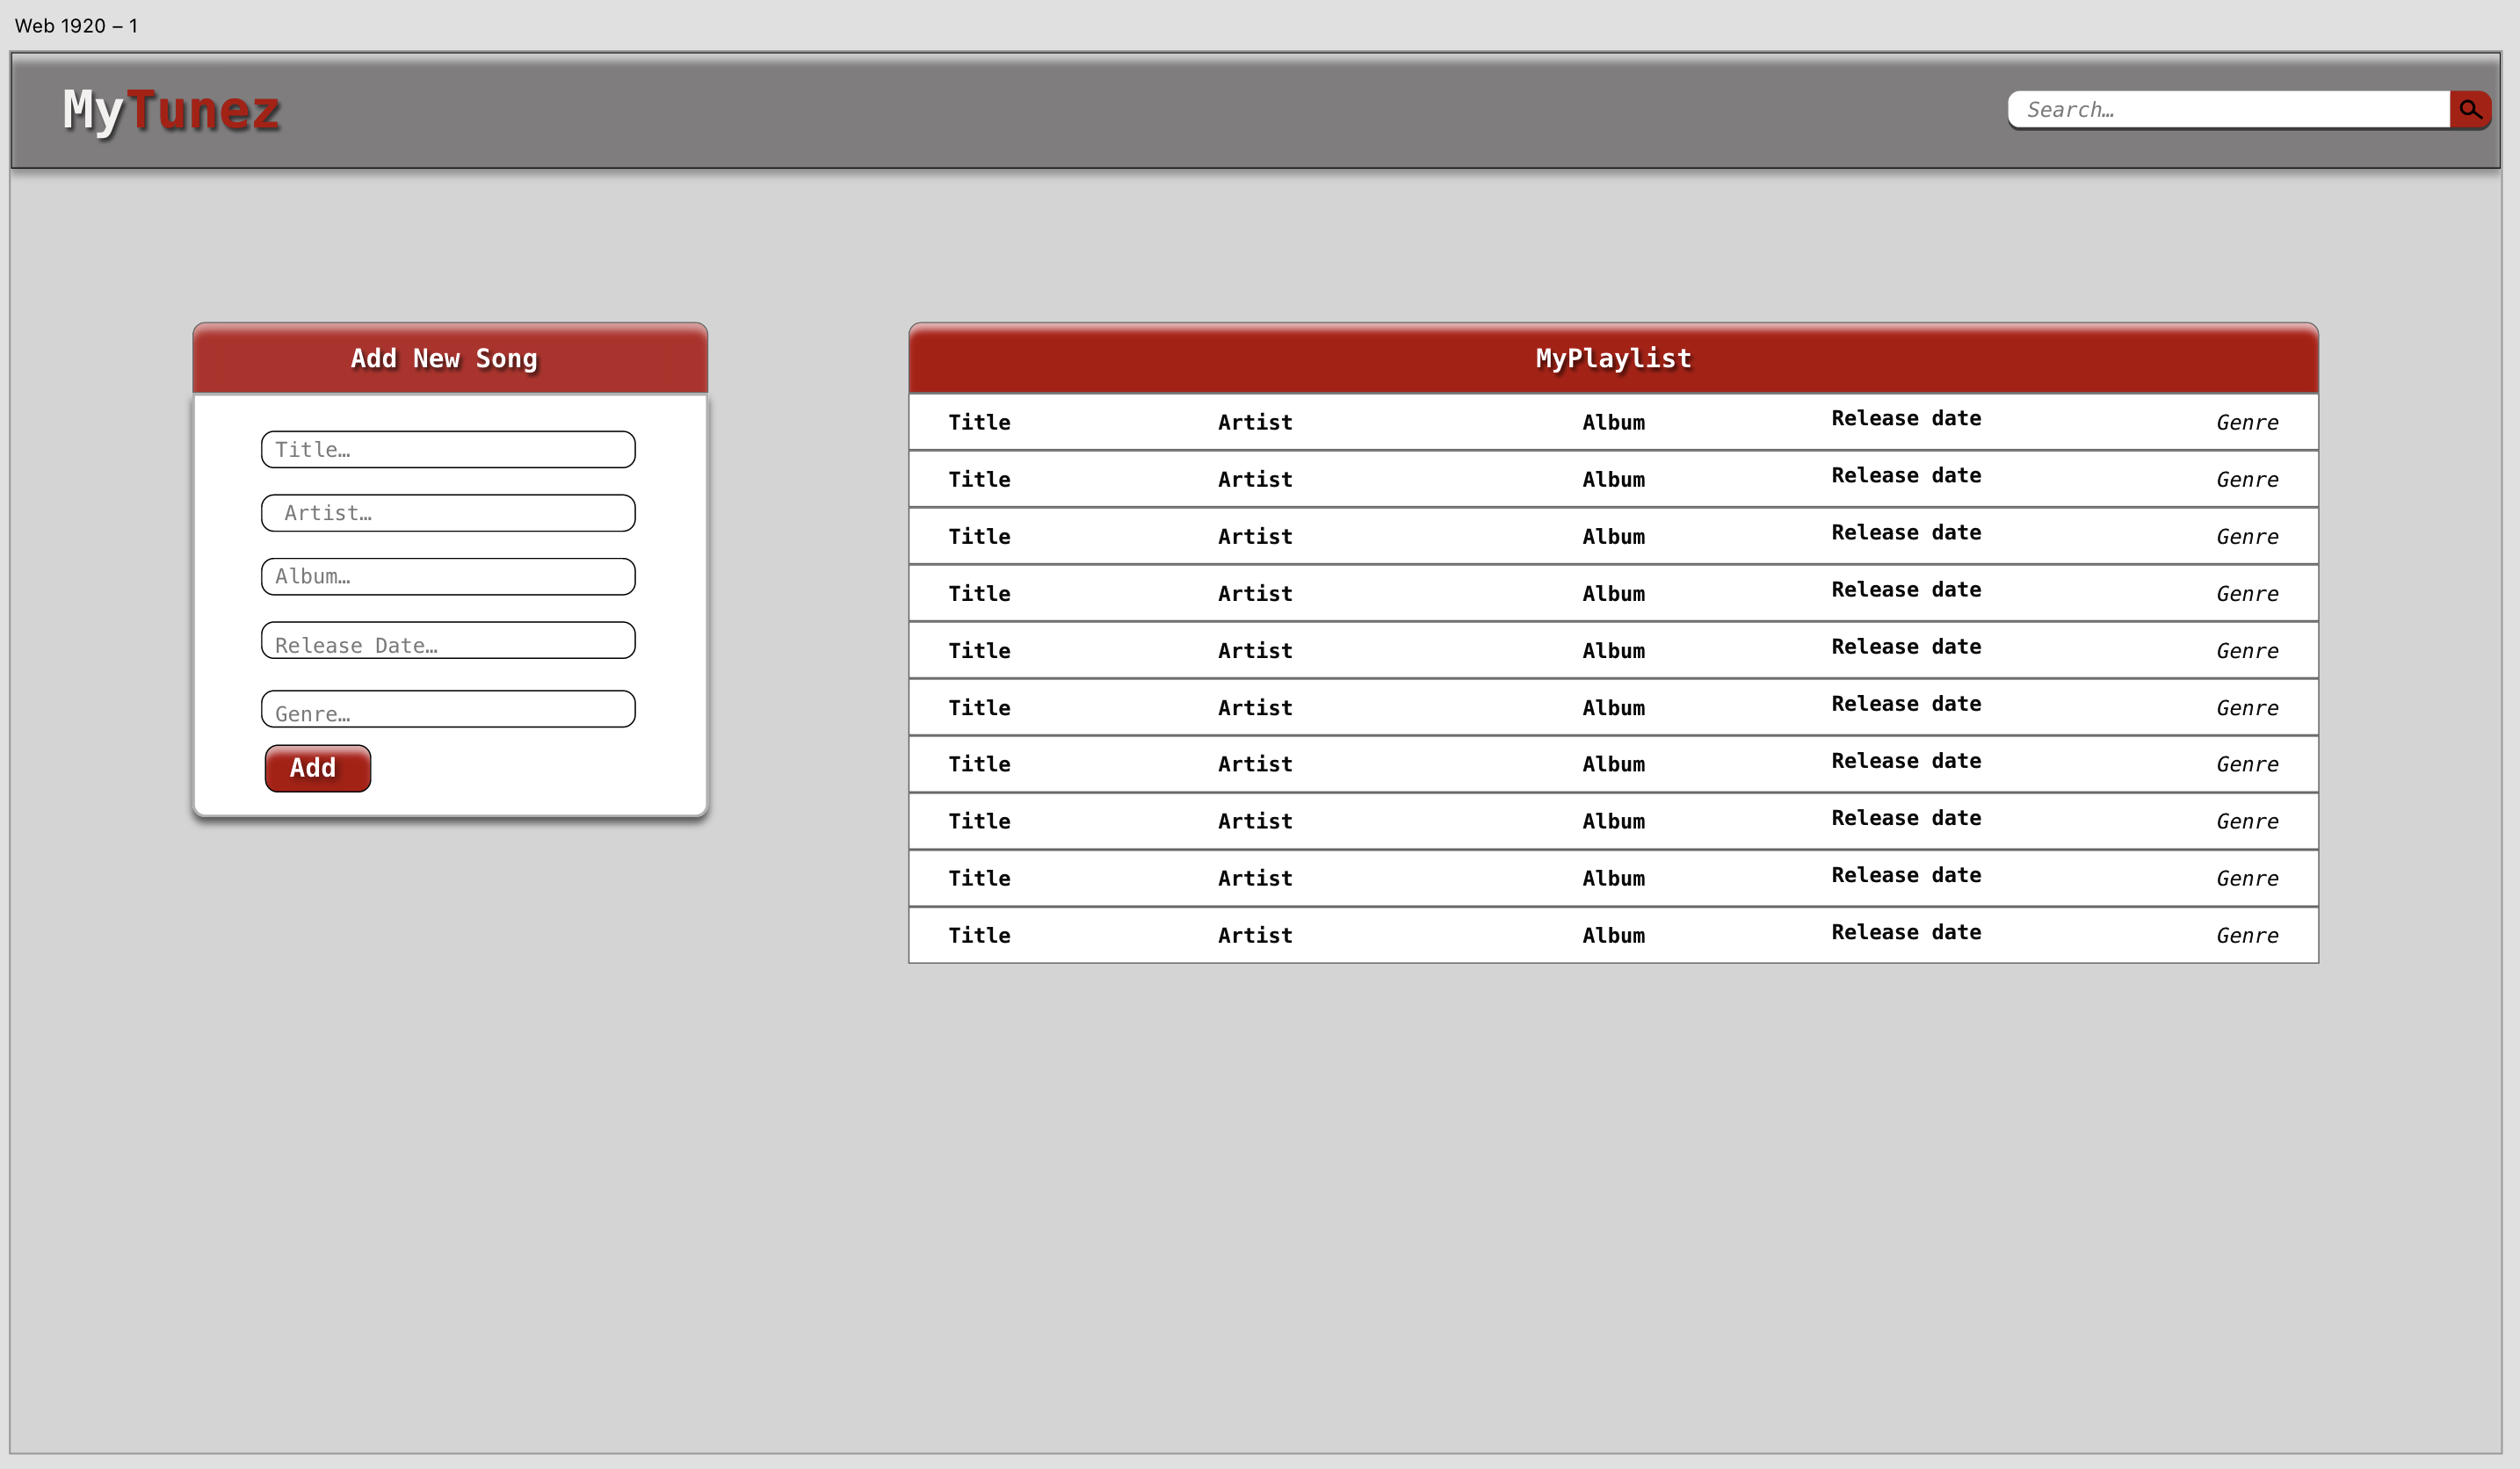 Web 1920 – 1
MyTunez
Search…
Add New Song
Title…
Artist…
Album…
Release Date…
Genre…
Add
MyPlaylist
Title Artist Album Release date Genre
Title Artist Album Release date Genre
Title Artist Album Release date Genre
Title Artist Album Release date Genre
Title Artist Album Release date Genre
Title Artist Album Release date Genre
Title Artist Album Release date Genre
Title Artist Album Release date Genre
Title Artist Album Release date Genre
Title Artist Album Release date Genre